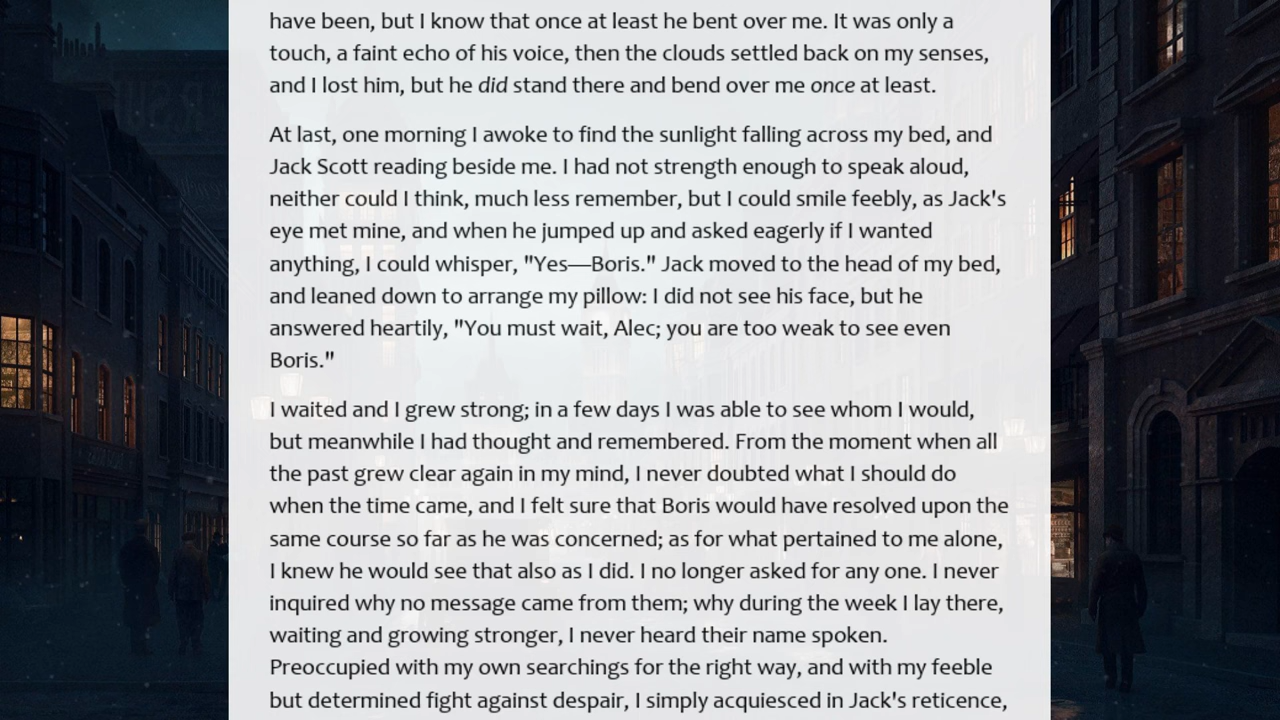 have been, but I know that once at least he bent over me. It was only a
touch, a faint echo of his voice, then the clouds settled back on my senses,
and I lost him, but he did stand there and bend over me once at least.
At last, one morning I awoke to find the sunlight falling across my bed, and
Jack Scott reading beside me. I had not strength enough to speak aloud,
neither could I think, much less remember, but I could smile feebly, as Jack's
eye met mine, and when he jumped up and asked eagerly if I wanted
anything, I could whisper, "Yes—Boris." Jack moved to the head of my bed,
and leaned down to arrange my pillow: I did not see his face, but he
answered heartily, "You must wait, Alec; you are too weak to see even
Boris."
I waited and I grew strong; in a few days I was able to see whom I would,
but meanwhile I had thought and remembered. From the moment when all
the past grew clear again in my mind, I never doubted what I should do
when the time came, and I felt sure that Boris would have resolved upon the
same course so far as he was concerned; as for what pertained to me alone,
I knew he would see that also as I did. I no longer asked for any one. I never
inquired why no message came from them; why during the week I lay there,
waiting and growing stronger, I never heard their name spoken.
Preoccupied with my own searchings for the right way, and with my feeble
but determined fight against despair, I simply acquiesced in Jack's reticence,